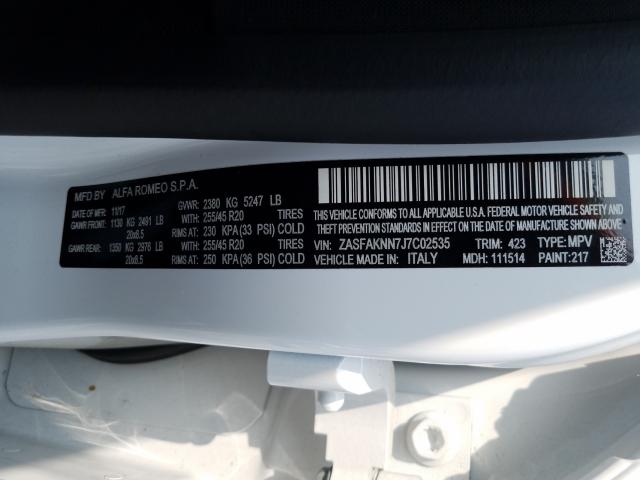 MFD BY ALFA ROMEO S.P.A.
DATE OF MFR 11/17 GVWR: 2380 KG 5247 LB
GAWR FRONT: 1130 KG 2491 LB WITH: 255/45 R20 TIRES
20x8.5 RIMS AT: 230 KPA (33 PSI) COLD
GAWR REAR: 1350 KG 2976 LB WITH: 255/45 R20 TIRES
20x8.5 RIMS AT: 250 KPA (36 PSI) COLD
THIS VEHICLE CONFORMS TO ALL APPLICABLE U.S.A. FEDERAL MOTOR VEHICLE SAFETY AND
THEFT PREVENTION STANDARDS IN EFFECT ON THE DATE OF MANUFACTURE SHOWN ABOVE
VIN: ZASFAKNN7J7C02535 TRIM: 423 TYPE: MPV
VEHICLE MADE IN: ITALY MDH: 111514 PAINT: 217